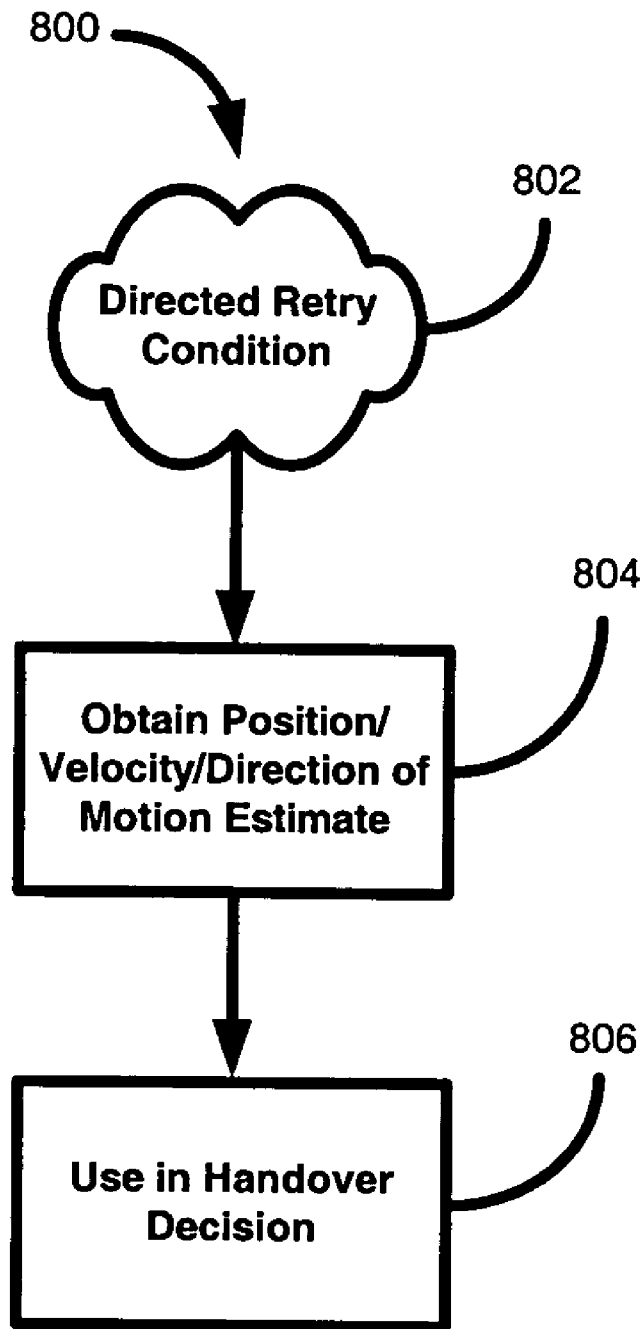 800
802
Directed Retry
Condition
804
Obtain Position/
Velocity/Direction of
Motion Estimate
806
Use in Handover
Decision